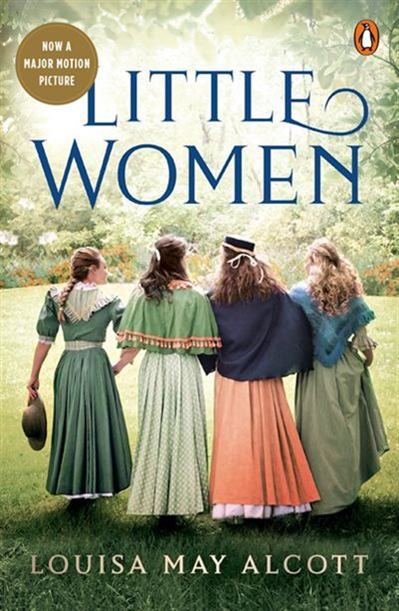 NOW A
MAJOR MOTION
PICTURE
LITTLE
WOMEN
LOUISA MAY ALCOTT